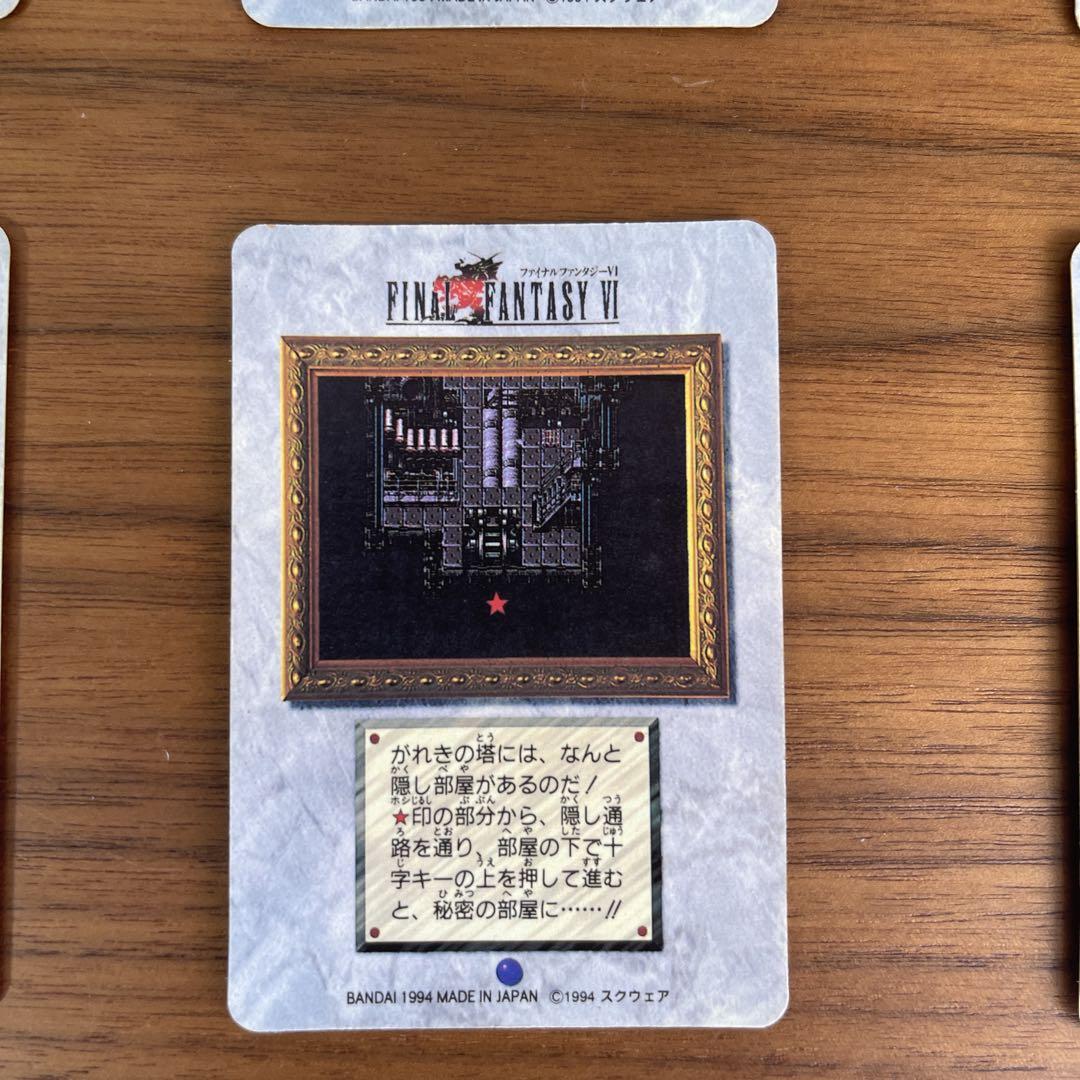 ファイナルファンタジーVI
FINAL FANTASY VI
がれきの塔には、なんと
隠し部屋があるのだ！
★印の部分から、隠し通
路を通り、部屋の下で十
字キーの上を押して進む
と、秘密の部屋に……!!
BANDAI 1994 MADE IN JAPAN ©1994 スクウェア